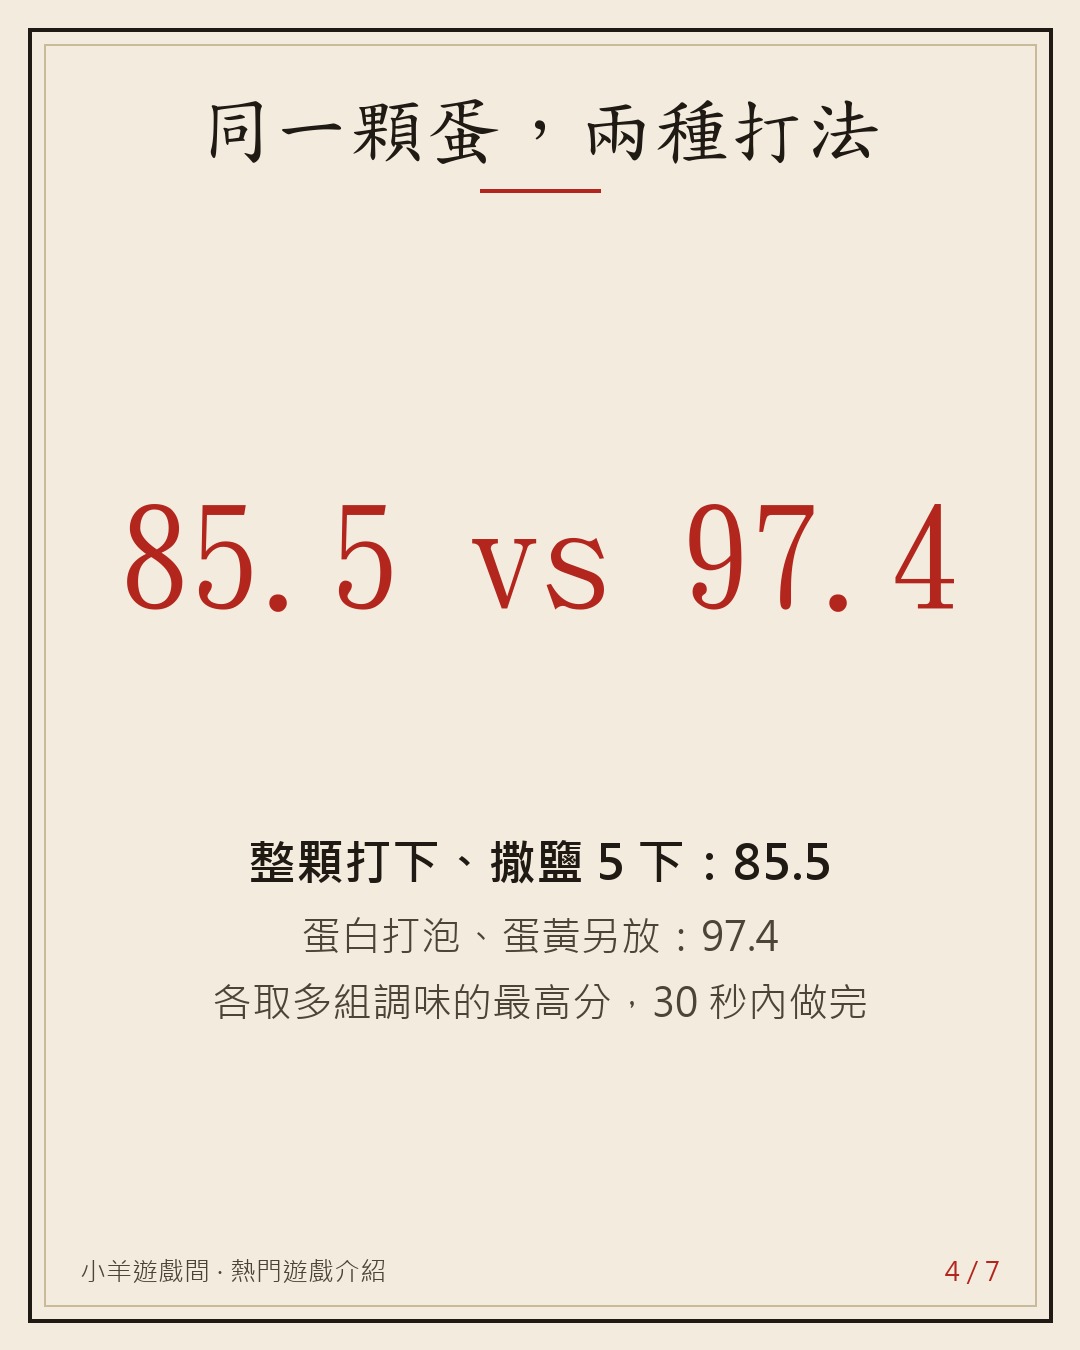 同一顆蛋，兩種打法
85.5 vs 97.4
整顆打下、撒鹽 5 下：85.5
蛋白打泡、蛋黃另放：97.4
各取多組調味的最高分，30 秒內做完
小羊遊戲間 · 熱門遊戲介紹
4 / 7